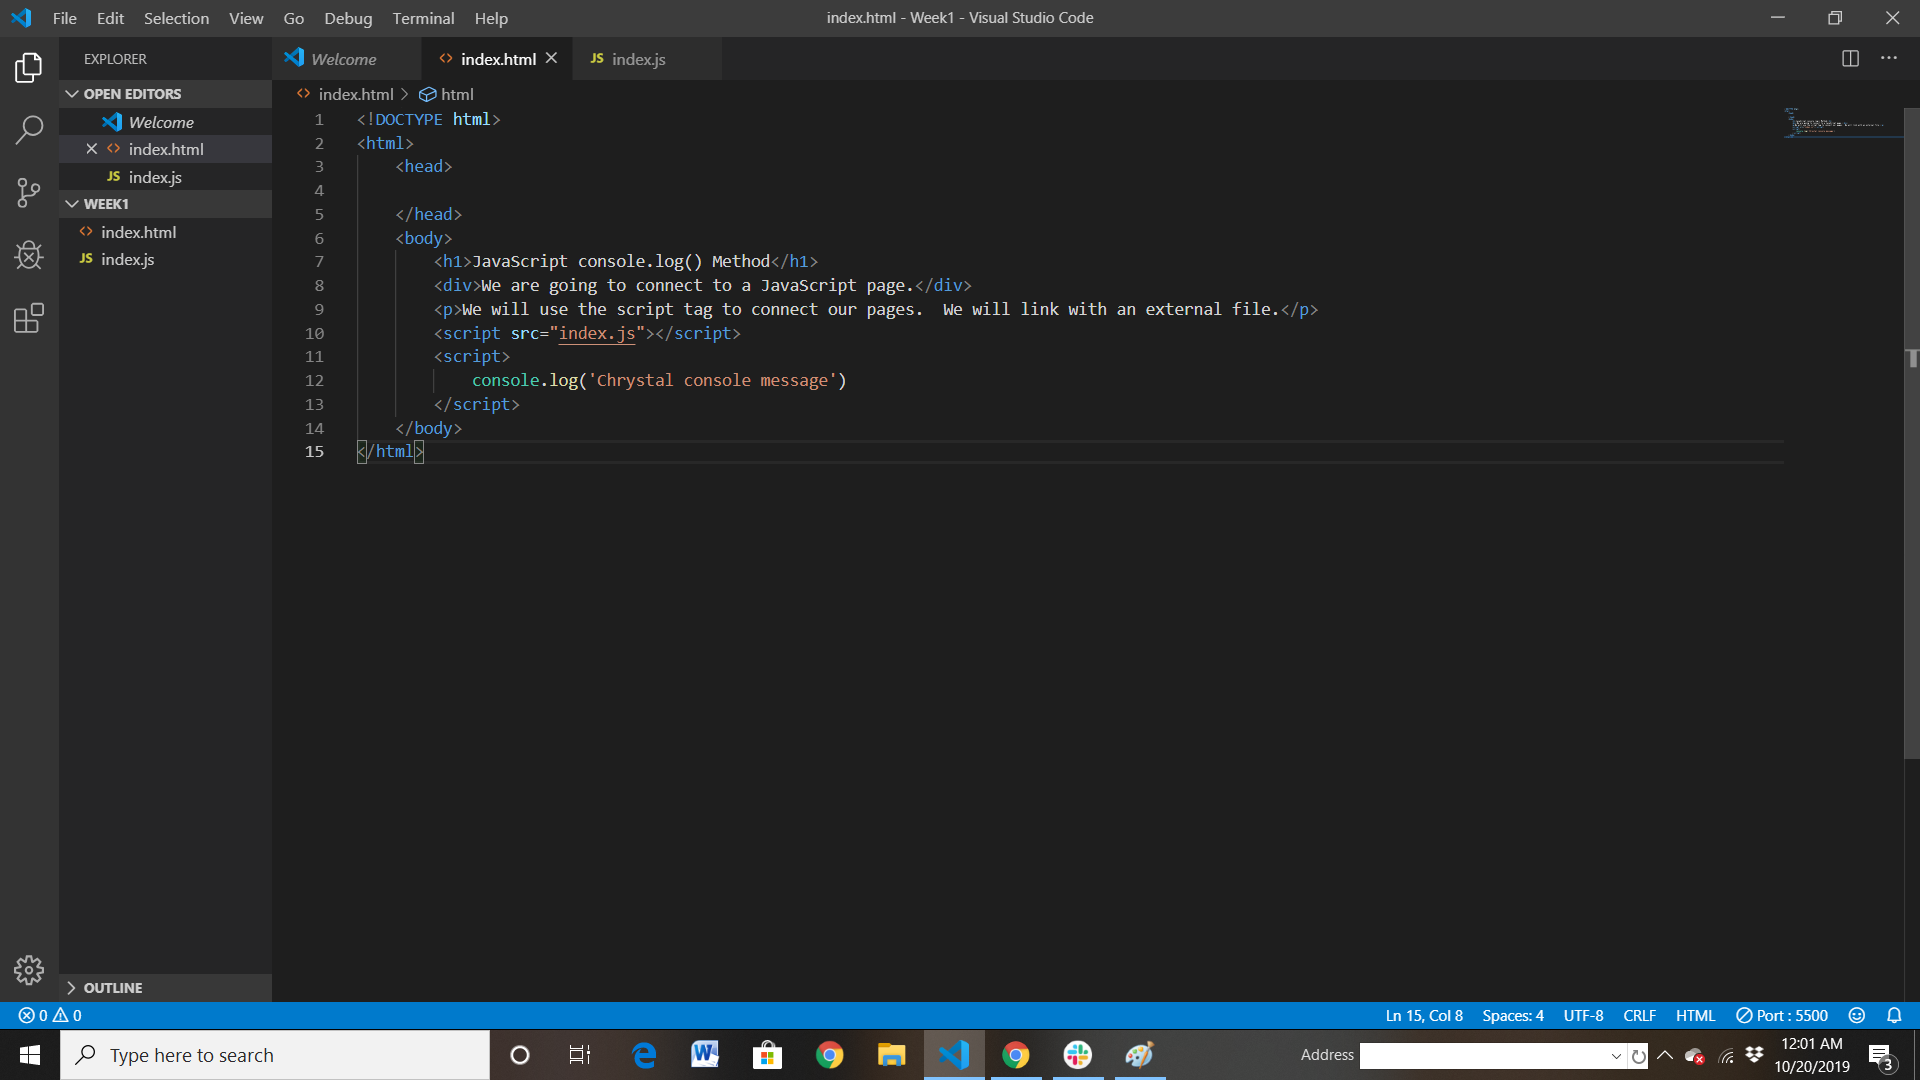 File Edit Selection View Go Debug Terminal Help
index.html - Week1 - Visual Studio Code
EXPLORER
OPEN EDITORS
Welcome
index.html
JS index.js
WEEK1
index.html
JS index.js
OUTLINE
Welcome
index.html
JS index.js
index.html > html
1 <!DOCTYPE html>
2 <html>
3 <head>
4
5 </head>
6 <body>
7 <h1>JavaScript console.log() Method</h1>
8 <div>We are going to connect to a JavaScript page.</div>
9 <p>We will use the script tag to connect our pages.  We will link with an external file.</p>
10 <script src="index.js"></script>
11 <script>
12 console.log('Chrystal console message')
13 </script>
14 </body>
15 </html>
0 0
Ln 15, Col 8 Spaces: 4 UTF-8 CRLF HTML Port : 5500
Type here to search
Address
12:01 AM
10/20/2019
3